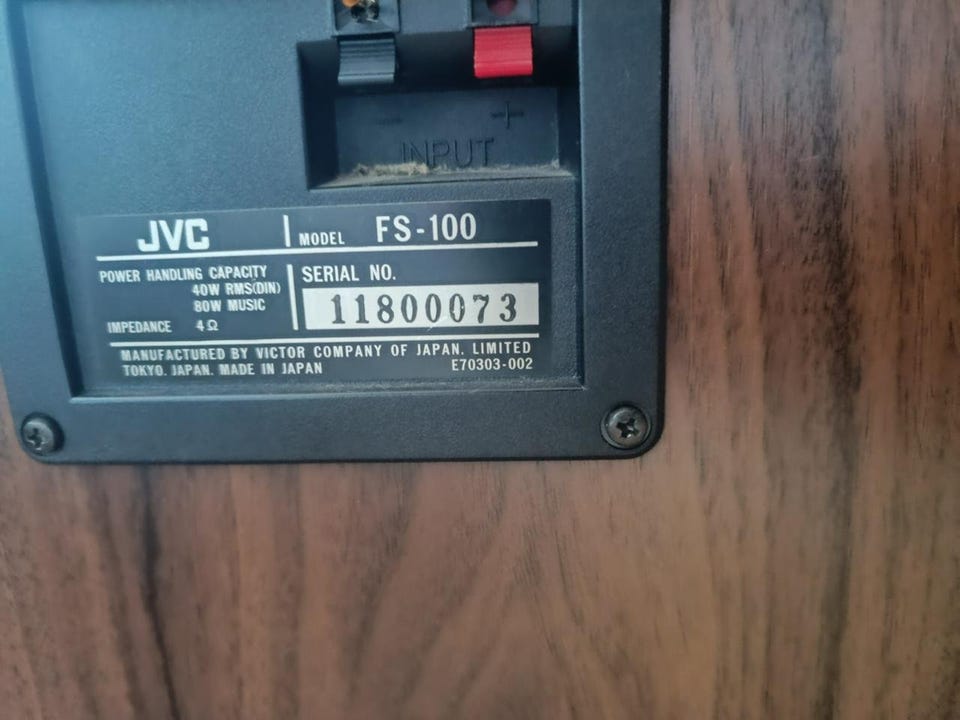 - +
INPUT
JVC MODEL FS-100
POWER HANDLING CAPACITY
40W RMS(DIN)
80W MUSIC
IMPEDANCE 4Ω
SERIAL NO.
11800073
MANUFACTURED BY VICTOR COMPANY OF JAPAN. LIMITED
TOKYO. JAPAN. MADE IN JAPAN E70303-002